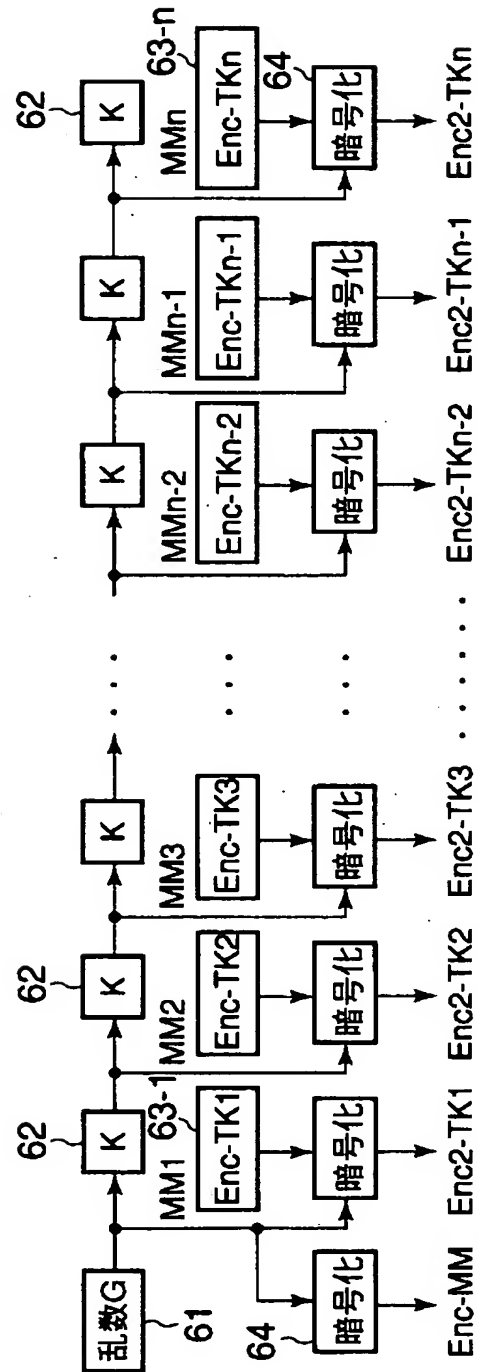 乱数G
61
62
K
K
62
K
K
K
K
62
MM1
MM2
MM3
MMn-2
MMn-1
MMn
63-1
63-n
Enc-TK1
Enc-TK2
Enc-TK3
Enc-TKn-2
Enc-TKn-1
Enc-TKn
64
64
暗号化
暗号化
暗号化
暗号化
暗号化
暗号化
暗号化
Enc-MM
Enc2-TK1
Enc2-TK2
Enc2-TK3
Enc2-TKn-2
Enc2-TKn-1
Enc2-TKn